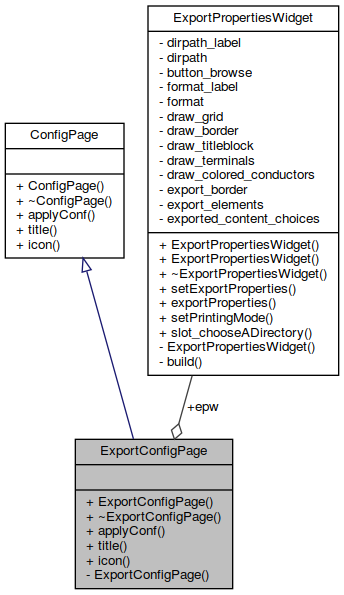 ExportPropertiesWidget
- dirpath_label
- dirpath
- button_browse
- format_label
- format
- draw_grid
- draw_border
- draw_titleblock
- draw_terminals
- draw_colored_conductors
- export_border
- export_elements
- exported_content_choices
+ ExportPropertiesWidget()
+ ExportPropertiesWidget()
+ ~ExportPropertiesWidget()
+ setExportProperties()
+ exportProperties()
+ setPrintingMode()
+ slot_chooseADirectory()
- ExportPropertiesWidget()
- build()
ConfigPage
+ ConfigPage()
+ ~ConfigPage()
+ applyConf()
+ title()
+ icon()
+epw
ExportConfigPage
+ ExportConfigPage()
+ ~ExportConfigPage()
+ applyConf()
+ title()
+ icon()
- ExportConfigPage()